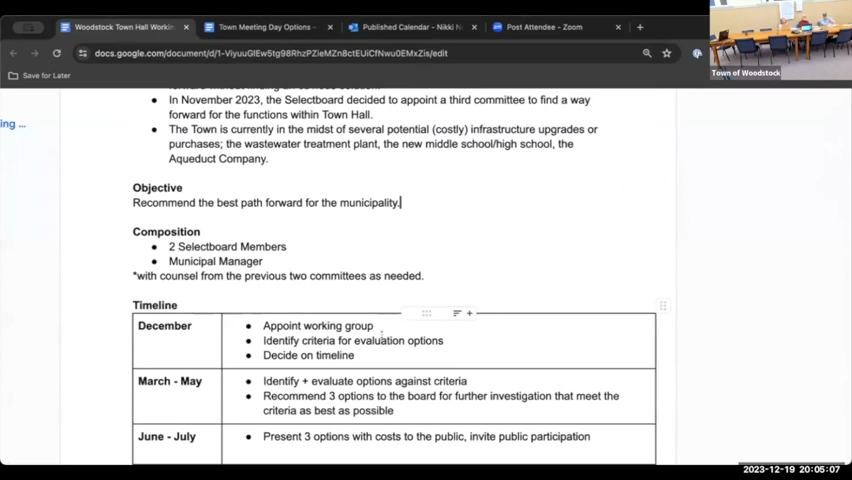 Woodstock Town Hall Workin
Town Meeting Day Options -
Published Calendar - Nikki N
Post Attendee - Zoom
docs.google.com/document/d/1-ViyuuGlEw5tg98RhzPZieMZn8ctEUiCfNwu0EMxZis/edit
Save for Later
Town of Woodstock
ing ...
In November 2023, the Selectboard decided to appoint a third committee to find a way
forward for the functions within Town Hall.
The Town is currently in the midst of several potential (costly) infrastructure upgrades or
purchases; the wastewater treatment plant, the new middle school/high school, the
Aqueduct Company.
Objective
Recommend the best path forward for the municipality.
Composition
2 Selectboard Members
Municipal Manager
*with counsel from the previous two committees as needed.
Timeline
December
Appoint working group
Identify criteria for evaluation options
Decide on timeline
March - May
Identify + evaluate options against criteria
Recommend 3 options to the board for further investigation that meet the
criteria as best as possible
June - July
Present 3 options with costs to the public, invite public participation
2023-12-19 20:05:07